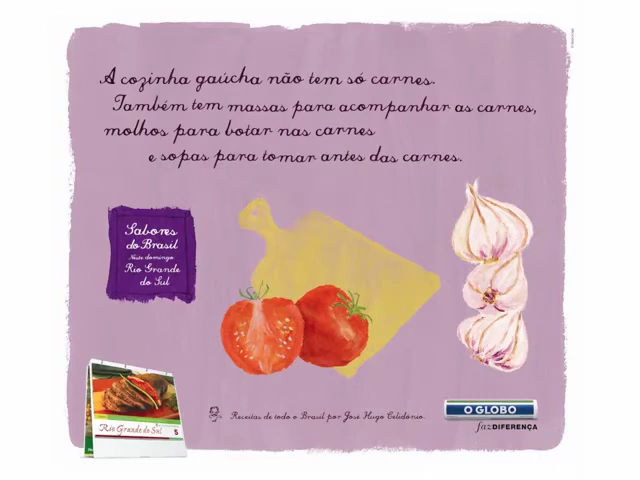 A cozinha gaúcha não tem só carnes.
Também tem massas para acompanhar as carnes,
molhos para botar nas carnes
e sopas para tomar antes das carnes.
Sabores
do Brasil
Neste domingo
Rio Grande
do Sul
Rio Grande do Sul
5
Receitas de todo o Brasil por José Hugo Celidônio.
O GLOBO
fazDIFERENÇA